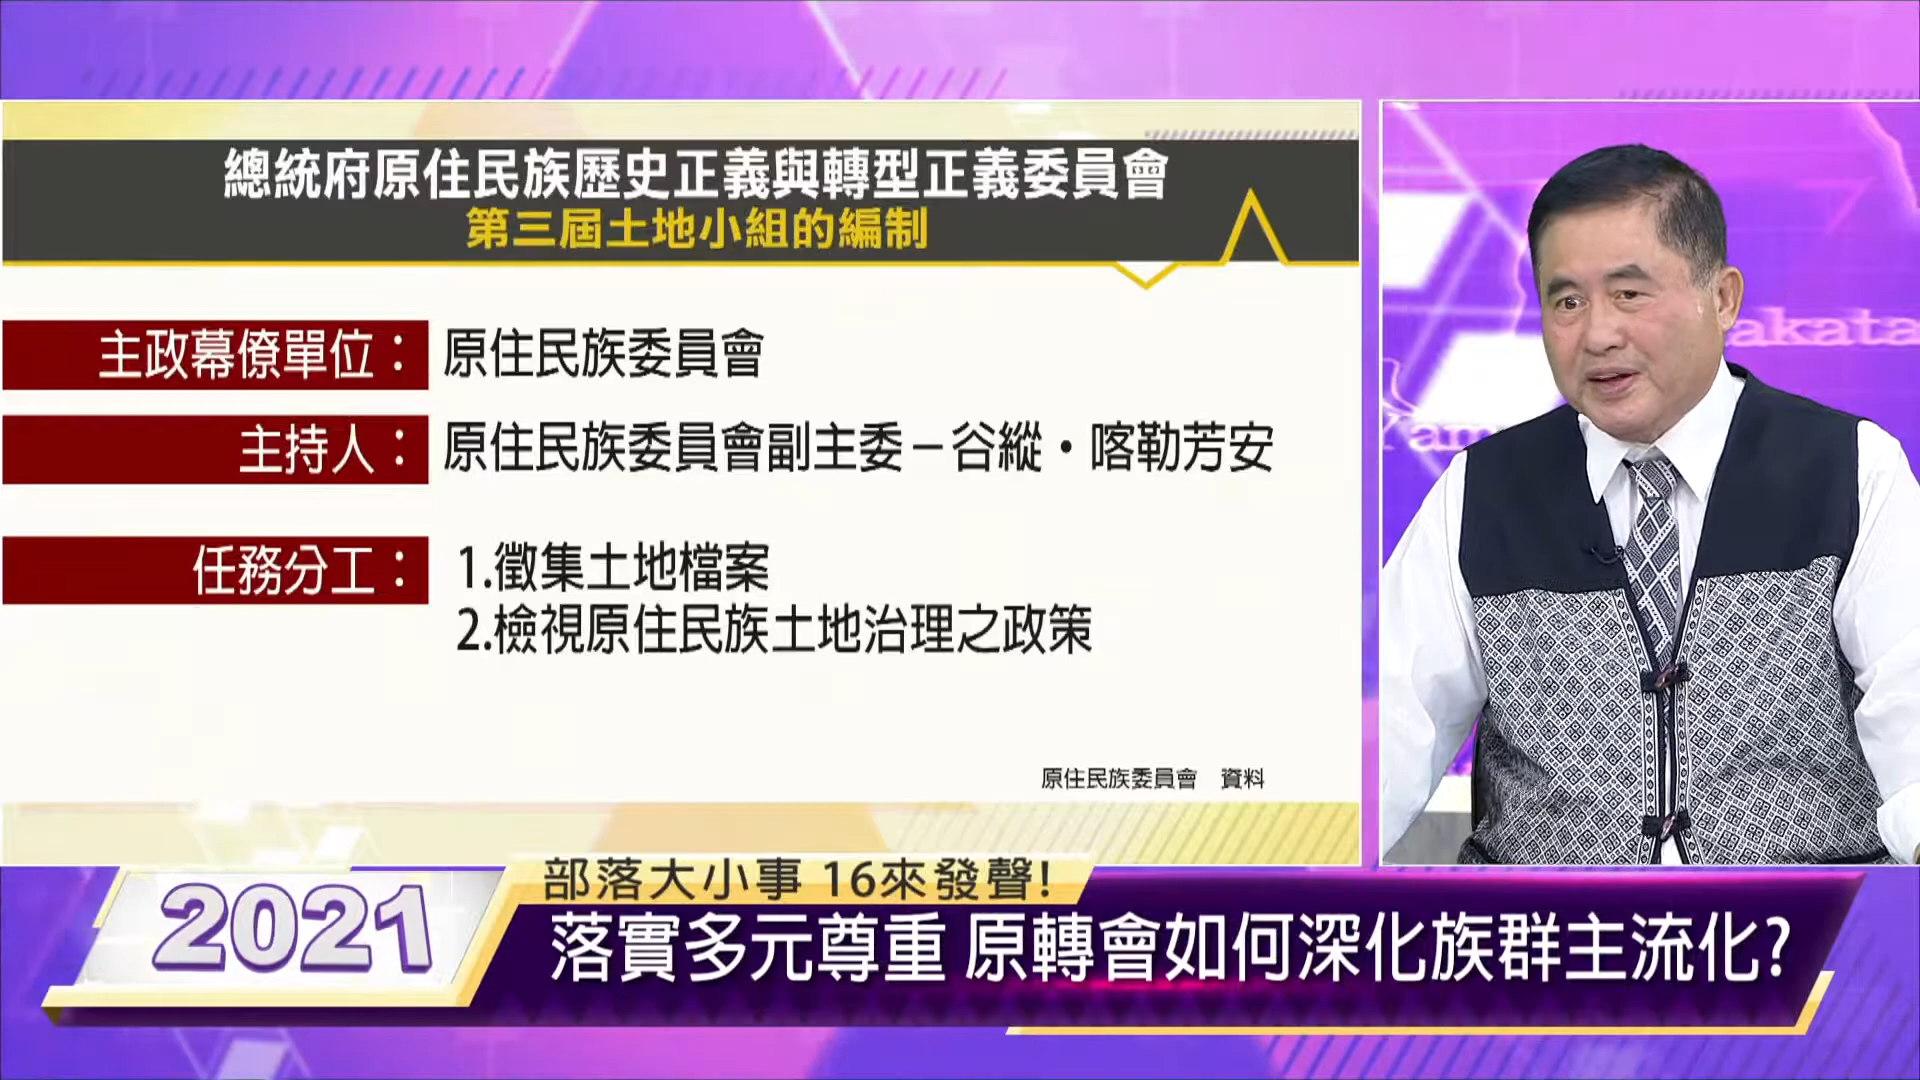 總統府原住民族歷史正義與轉型正義委員會
第三屆土地小組的編制
主政幕僚單位：原住民族委員會
主持人：原住民族委員會副主委－谷縱・喀勒芳安
任務分工：1.徵集土地檔案
2.檢視原住民族土地治理之政策
原住民族委員會 資料
akata
Yam
2021
部落大小事 16來發聲!
落實多元尊重 原轉會如何深化族群主流化?